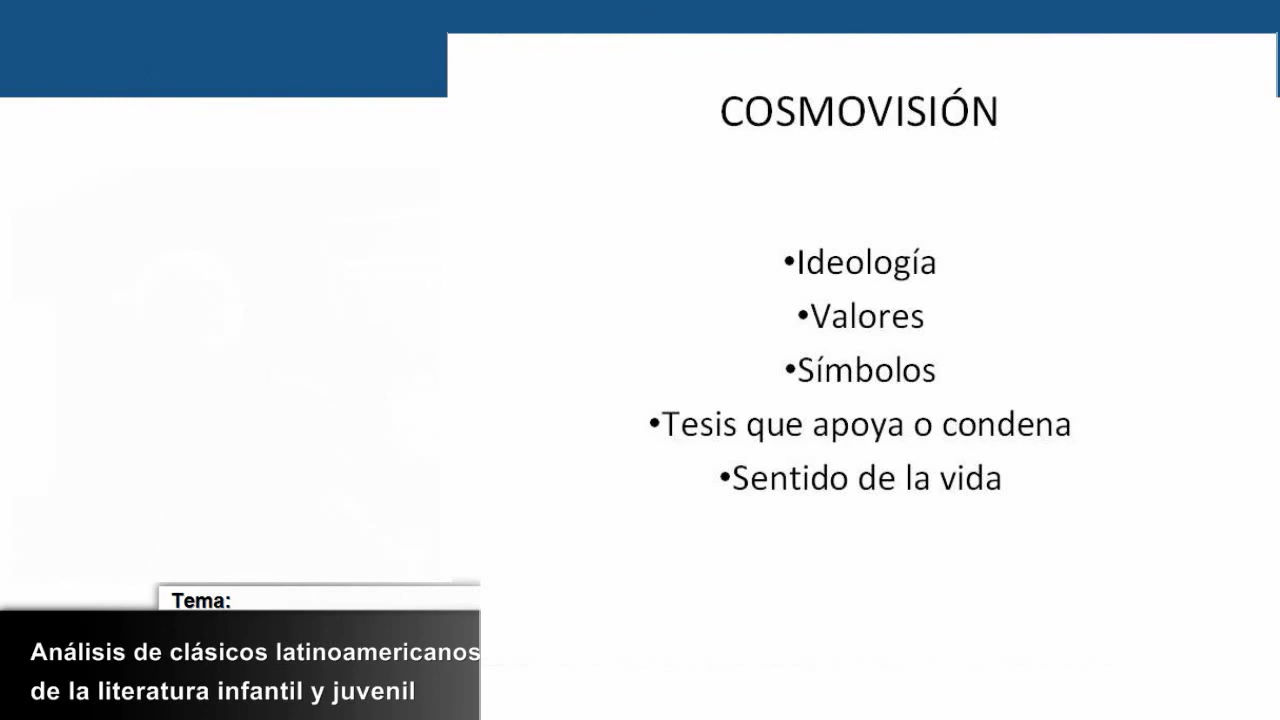 COSMOVISIÓN
•Ideología
•Valores
•Símbolos
•Tesis que apoya o condena
•Sentido de la vida
Tema:
Análisis de clásicos latinoamericanos
de la literatura infantil y juvenil